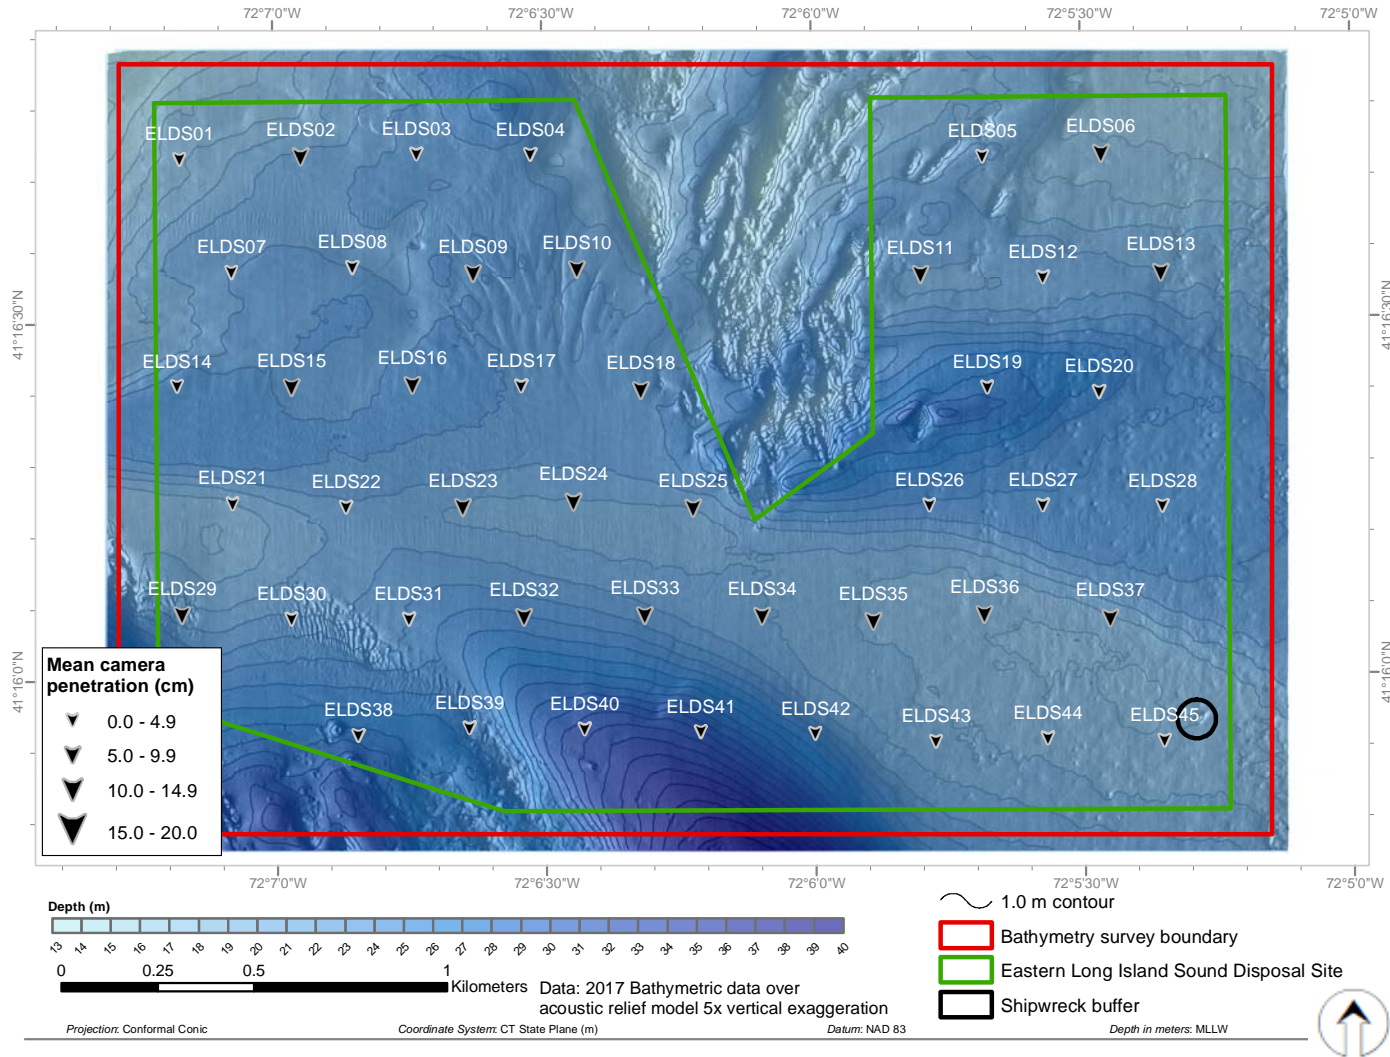 72°7'0"W 72°6'30"W 72°6'0"W 72°5'30"W 72°5'0"W
ELDS01 ELDS02 ELDS03 ELDS04 ELDS05 ELDS06
ELDS07 ELDS08 ELDS09 ELDS10 ELDS11 ELDS12 ELDS13
41°16'30"N 41°16'30"N
ELDS14 ELDS15 ELDS16 ELDS17 ELDS18 ELDS19 ELDS20
ELDS21 ELDS22 ELDS23 ELDS24 ELDS25 ELDS26 ELDS27 ELDS28
ELDS29 ELDS30 ELDS31 ELDS32 ELDS33 ELDS34 ELDS35 ELDS36 ELDS37
41°16'0"N 41°16'0"N
ELDS38 ELDS39 ELDS40 ELDS41 ELDS42 ELDS43 ELDS44 ELDS45
Mean camera
penetration (cm)
0.0 - 4.9
5.0 - 9.9
10.0 - 14.9
15.0 - 20.0
72°7'0"W 72°6'30"W 72°6'0"W 72°5'30"W 72°5'0"W
Depth (m)
13 14 15 16 17 18 19 20 21 22 23 24 25 26 27 28 29 30 31 32 33 34 35 36 37 38 39 40
0 0.25 0.5 1
Kilometers
Data: 2017 Bathymetric data over
acoustic relief model 5x vertical exaggeration
1.0 m contour
Bathymetry survey boundary
Eastern Long Island Sound Disposal Site
Shipwreck buffer
Projection: Conformal Conic Coordinate System: CT State Plane (m) Datum: NAD 83 Depth in meters: MLLW